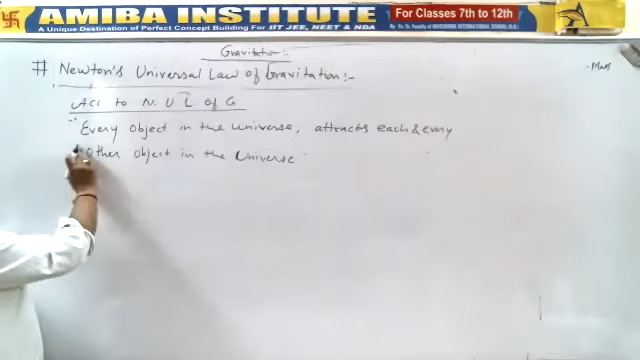 AMIBA INSTITUTE
For Classes 7th to 12th
A Unique Destination of Perfect Concept Building For IIT JEE, NEET & NDA
Gravitation:-
# Newton's Universal Law of Gravitation:-
. Mass
Acc to N. U L of G
"Every object in the universe, attracts each & every
Other object in the Universe"